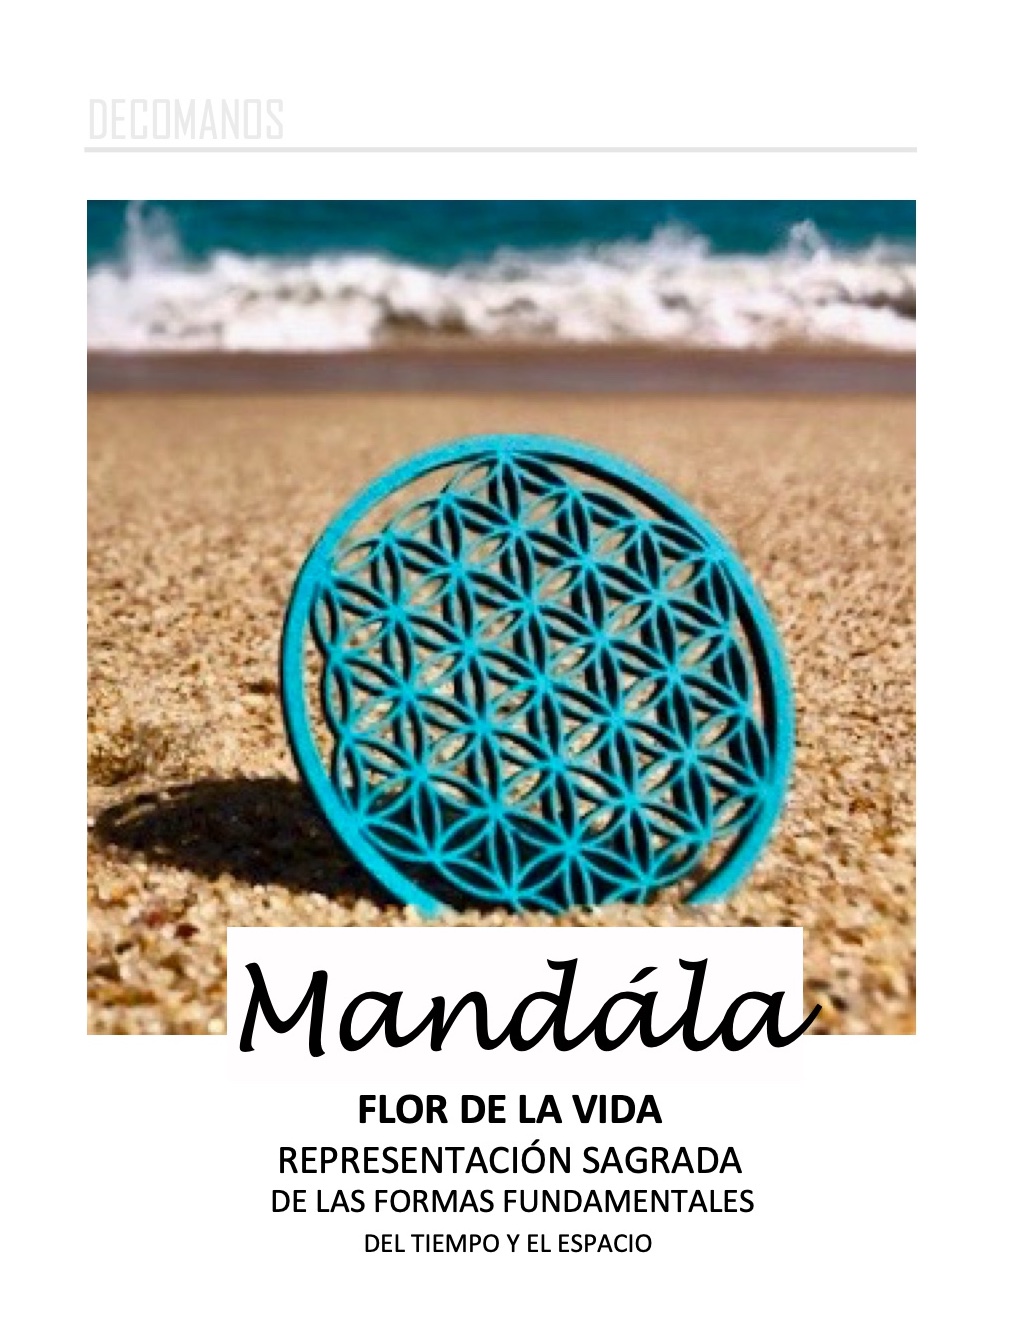 DECOMANOS
Mandála
FLOR DE LA VIDA
REPRESENTACIÓN SAGRADA
DE LAS FORMAS FUNDAMENTALES
DEL TIEMPO Y EL ESPACIO